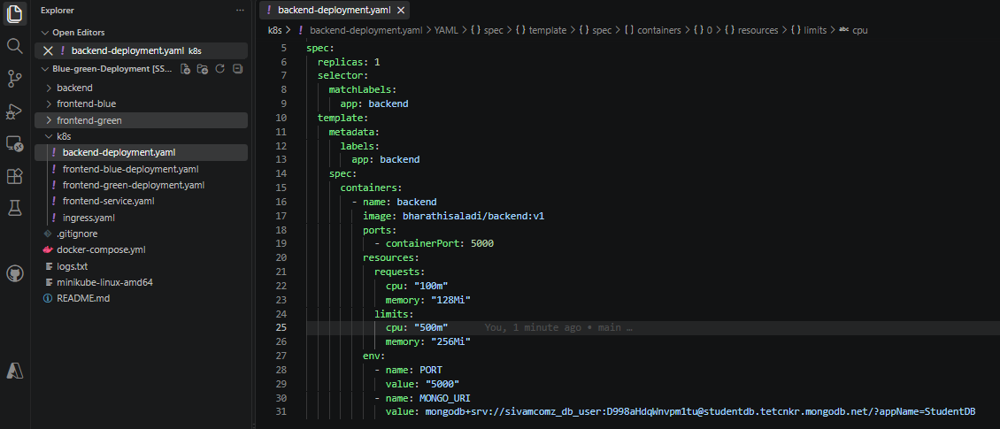 Explorer
Open Editors
backend-deployment.yaml k8s
Blue-green-Deployment [SS...
backend
frontend-blue
frontend-green
k8s
backend-deployment.yaml
frontend-blue-deployment.yaml
frontend-green-deployment.yaml
frontend-service.yaml
ingress.yaml
.gitignore
docker-compose.yml
logs.txt
minikube-linux-amd64
README.md
backend-deployment.yaml
k8s > backend-deployment.yaml > YAML > {} spec > {} template > {} spec > [ ] containers > {} 0 > {} resources > {} limits > abc cpu
5 spec:
6 replicas: 1
7 selector:
8 matchLabels:
9 app: backend
10 template:
11 metadata:
12 labels:
13 app: backend
14 spec:
15 containers:
16 - name: backend
17 image: bharathisaladi/backend:v1
18 ports:
19 - containerPort: 5000
20 resources:
21 requests:
22 cpu: "100m"
23 memory: "128Mi"
24 limits:
25 cpu: "500m" You, 1 minute ago • main …
26 memory: "256Mi"
27 env:
28 - name: PORT
29 value: "5000"
30 - name: MONGO_URI
31 value: mongodb+srv://sivamcomz_db_user:D998aHdqWnvpm1tu@studentdb.tetcnkr.mongodb.net/?appName=StudentDB